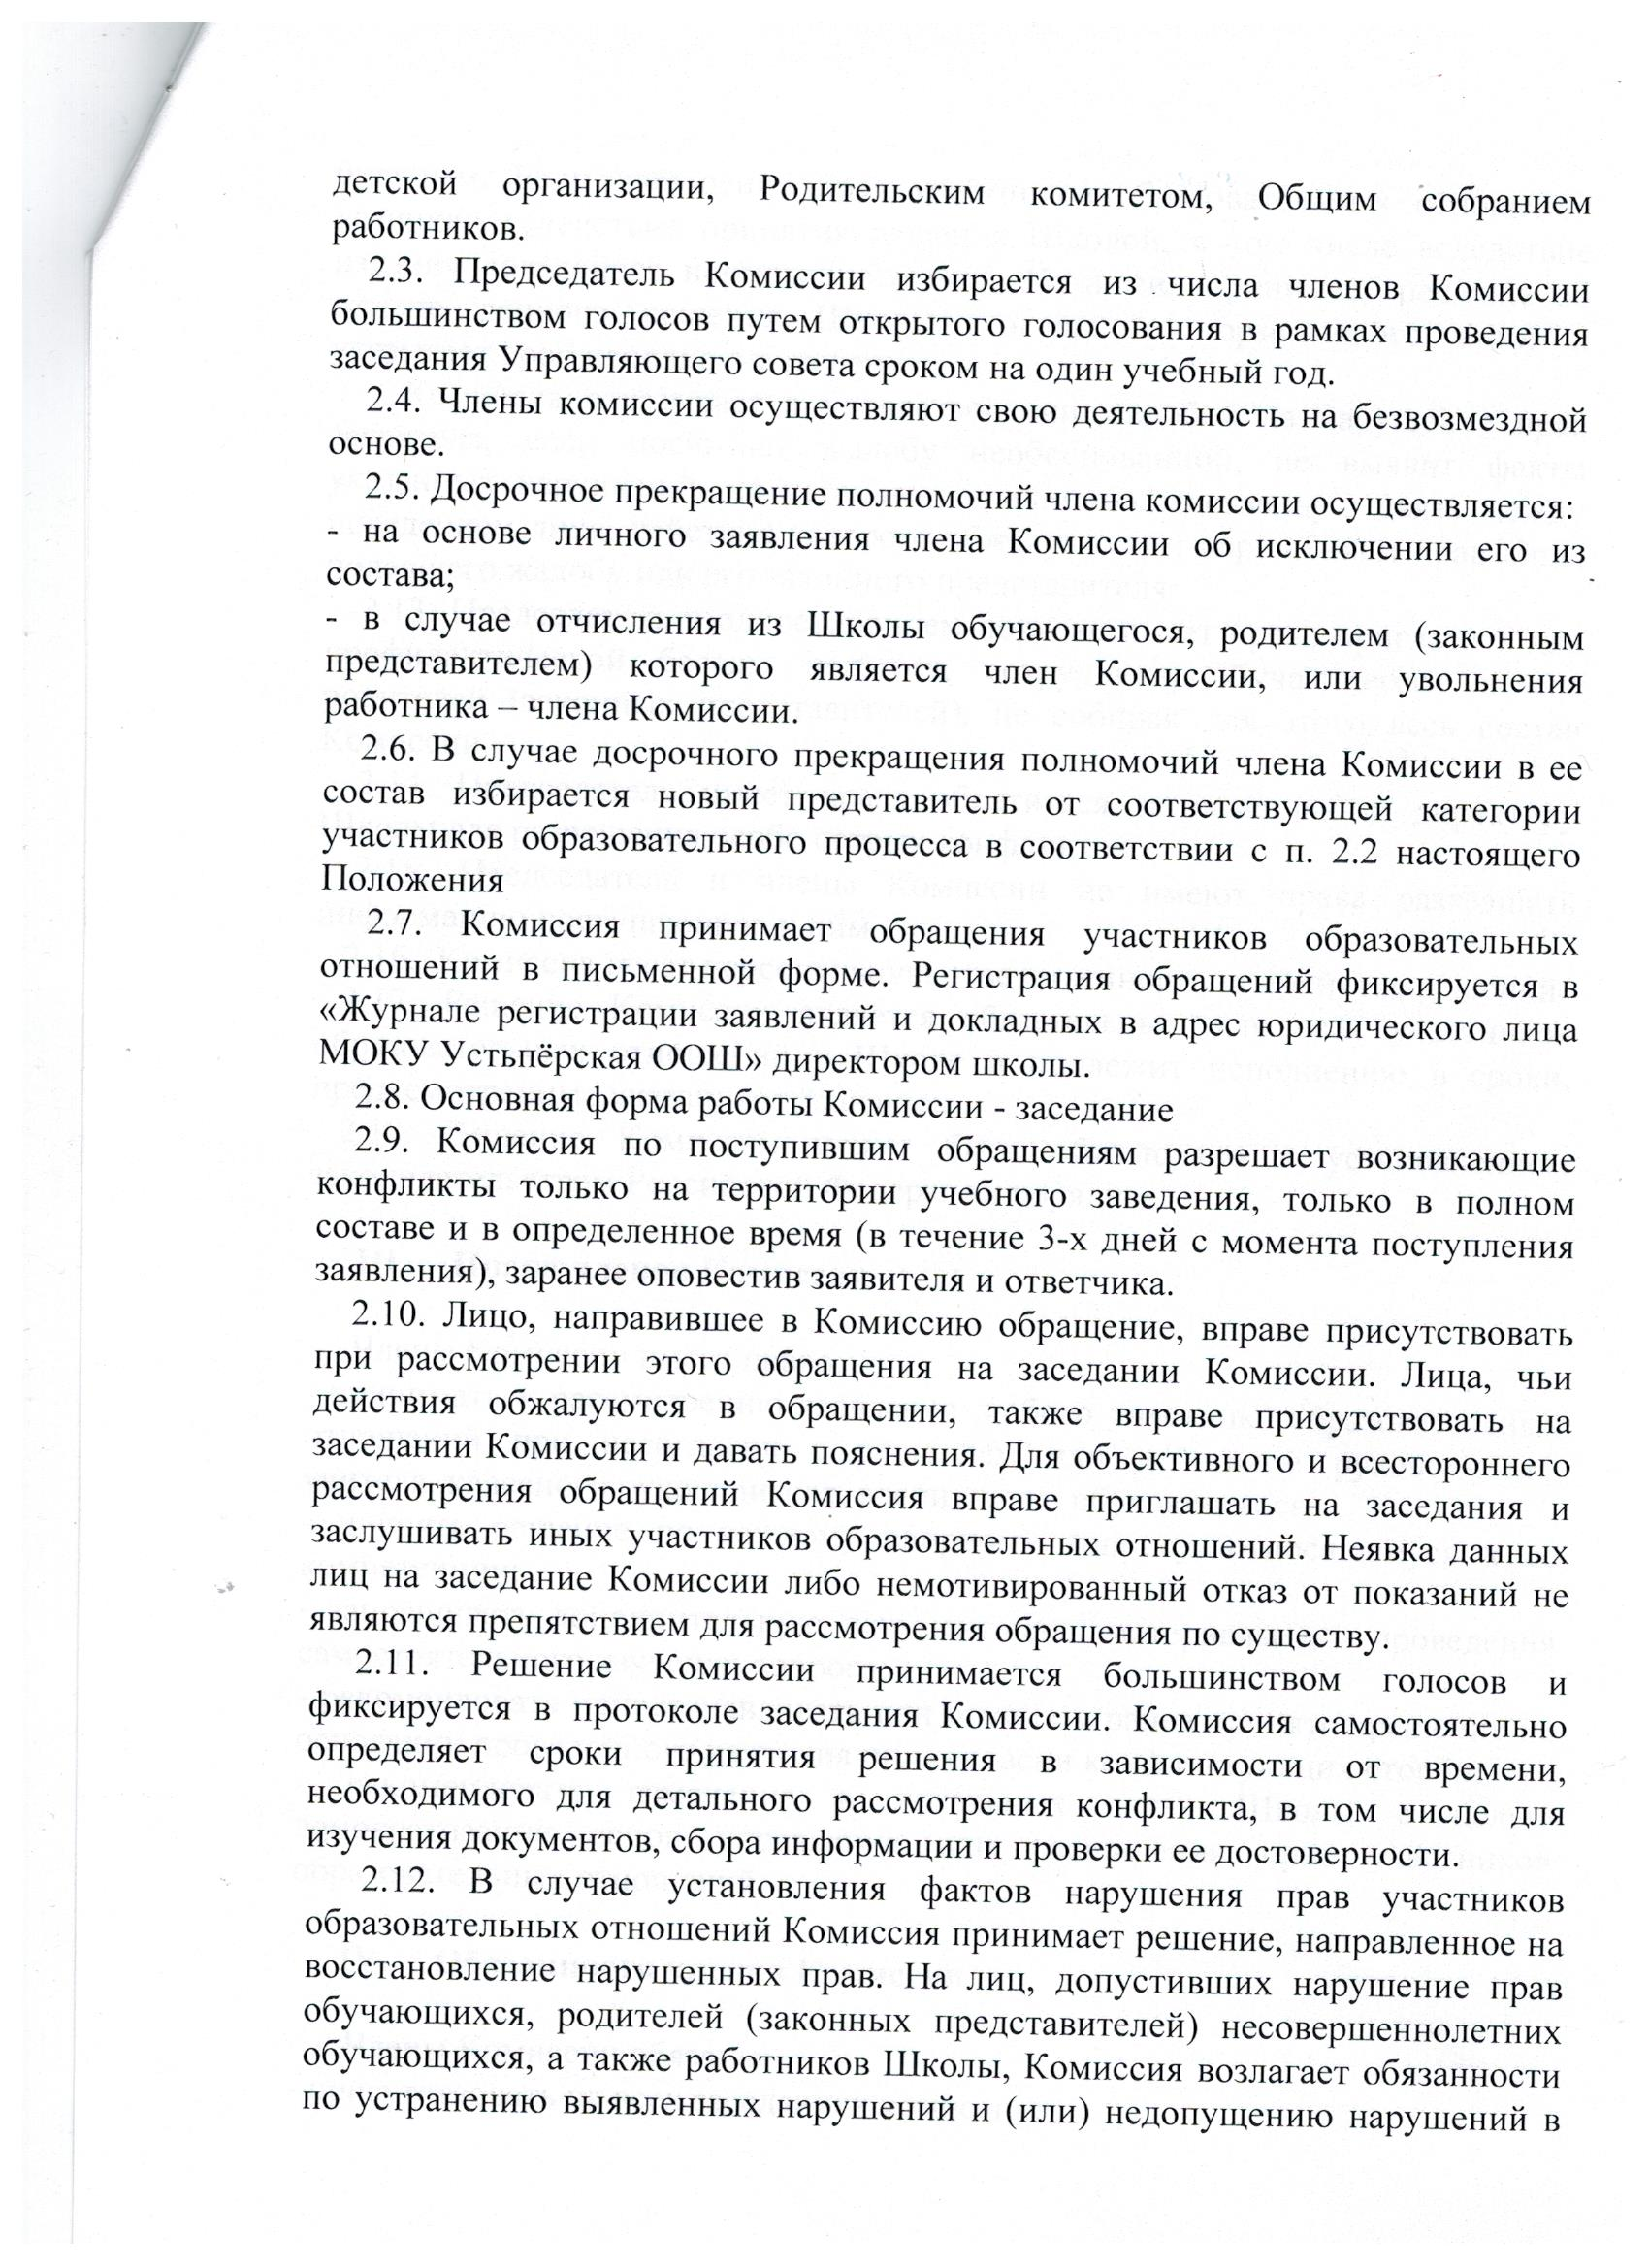 детской организации, Родительским комитетом, Общим собранием
работников.
2.3. Председатель Комиссии избирается из числа членов Комиссии
большинством голосов путем открытого голосования в рамках проведения
заседания Управляющего совета сроком на один учебный год.
2.4. Члены комиссии осуществляют свою деятельность на безвозмездной
основе.
2.5. Досрочное прекращение полномочий члена комиссии осуществляется:
- на основе личного заявления члена Комиссии об исключении его из
состава;
- в случае отчисления из Школы обучающегося, родителем (законным
представителем) которого является член Комиссии, или увольнения
работника – члена Комиссии.
2.6. В случае досрочного прекращения полномочий члена Комиссии в ее
состав избирается новый представитель от соответствующей категории
участников образовательного процесса в соответствии с п. 2.2 настоящего
Положения
2.7. Комиссия принимает обращения участников образовательных
отношений в письменной форме. Регистрация обращений фиксируется в
«Журнале регистрации заявлений и докладных в адрес юридического лица
МОКУ Устьпёрская ООШ» директором школы.
2.8. Основная форма работы Комиссии - заседание
2.9. Комиссия по поступившим обращениям разрешает возникающие
конфликты только на территории учебного заведения, только в полном
составе и в определенное время (в течение 3-х дней с момента поступления
заявления), заранее оповестив заявителя и ответчика.
2.10. Лицо, направившее в Комиссию обращение, вправе присутствовать
при рассмотрении этого обращения на заседании Комиссии. Лица, чьи
действия обжалуются в обращении, также вправе присутствовать на
заседании Комиссии и давать пояснения. Для объективного и всестороннего
рассмотрения обращений Комиссия вправе приглашать на заседания и
заслушивать иных участников образовательных отношений. Неявка данных
лиц на заседание Комиссии либо немотивированный отказ от показаний не
являются препятствием для рассмотрения обращения по существу.
2.11. Решение Комиссии принимается большинством голосов и
фиксируется в протоколе заседания Комиссии. Комиссия самостоятельно
определяет сроки принятия решения в зависимости от времени,
необходимого для детального рассмотрения конфликта, в том числе для
изучения документов, сбора информации и проверки ее достоверности.
2.12. В случае установления фактов нарушения прав участников
образовательных отношений Комиссия принимает решение, направленное на
восстановление нарушенных прав. На лиц, допустивших нарушение прав
обучающихся, родителей (законных представителей) несовершеннолетних
обучающихся, а также работников Школы, Комиссия возлагает обязанности
по устранению выявленных нарушений и (или) недопущению нарушений в